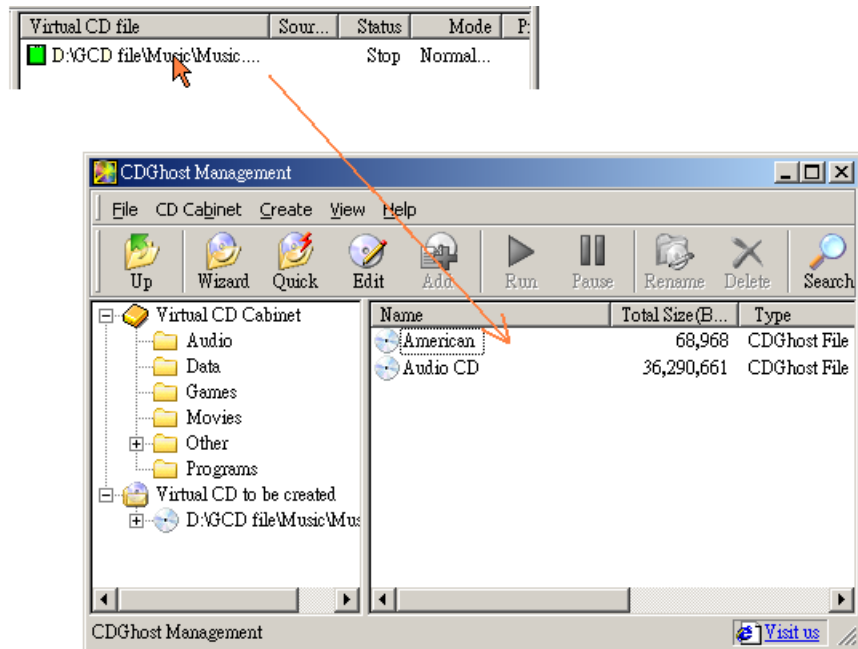 Virtual CD file Sour... Status Mode P:
D:\GCD file\Music\Music.... Stop Normal...
CDGhost Management
File CD Cabinet Create View Help
Up Wizard Quick Edit Add Run Pause Rename Delete Search
Virtual CD Cabinet
Audio
Data
Games
Movies
Other
Programs
Virtual CD to be created
D:\GCD file\Music\Mus
Name Total Size(B... Type
American 68,968 CDGhost File
Audio CD 36,290,661 CDGhost File
CDGhost Management Visit us